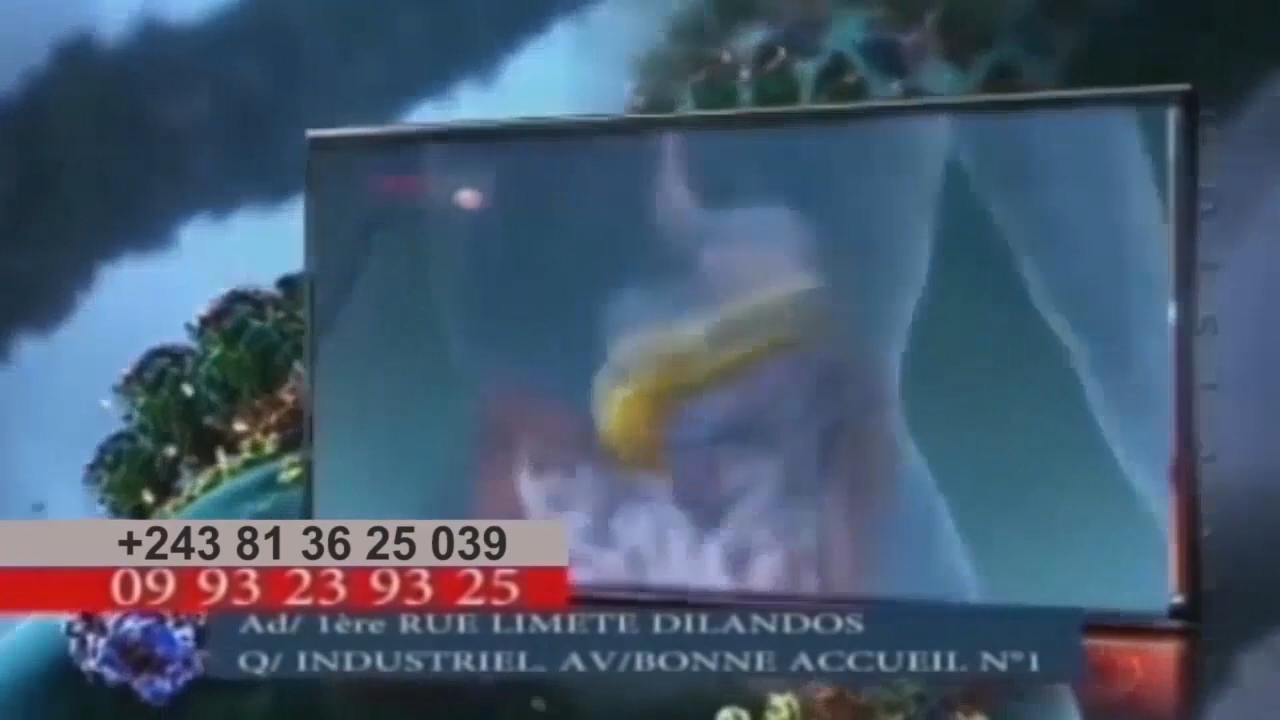 +243 81 36 25 039
09 93 23 93 25
Ad/ 1ère RUE LIMETE DILANDOS
Q/ INDUSTRIEL. AV/BONNE ACCUEIL N°1